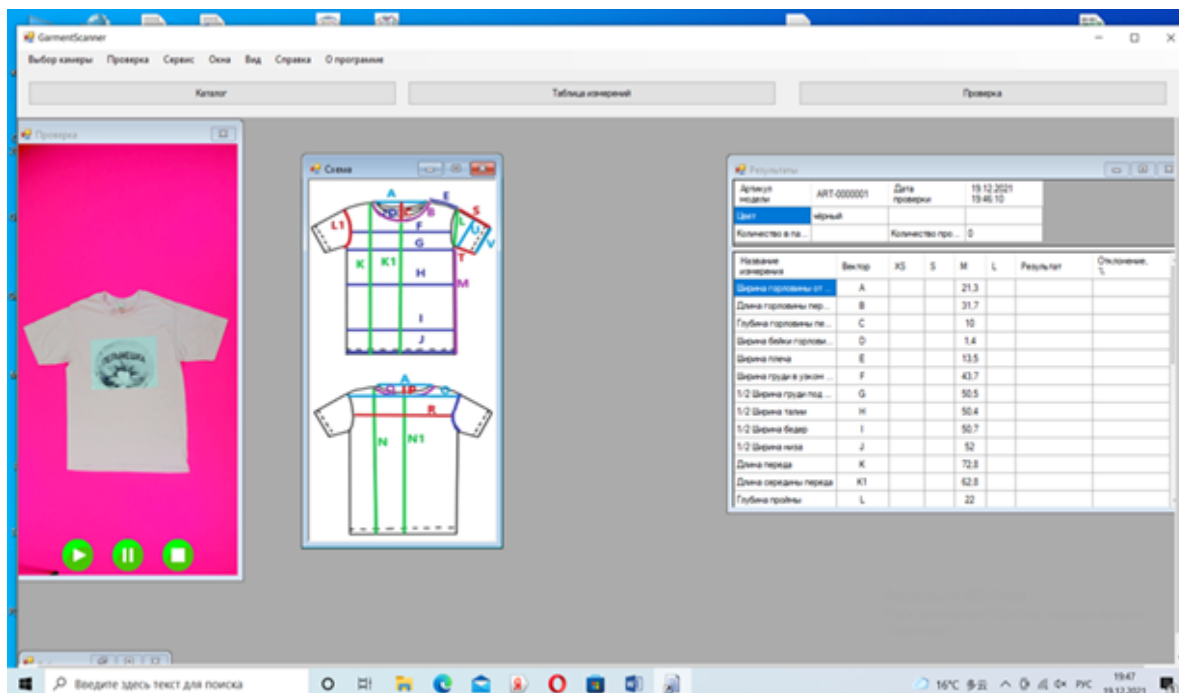 GarmentScanner
Выбор камеры Проверка Сервис Окна Вид Справка О программе
Каталог Таблица измерений Проверка
Проверка
ПЕЛЬМЕШКА
Схема
A E
D C B S
L1 F L U V
G T
K K1 H M
I
J
A
Q P O
R
N N1
Результаты
Артикул модели ART-0000001 Дата проверки 19.12.2021 19:46:10
Цвет чёрный
Количество в па... Количество про... 0
Название измерения Вектор XS S M L Результат Отклонение,
Ширина горловины от ... A 21,3
Длина горловины пер... B 31,7
Глубина горловины пе... C 10
Ширина бейки горлови... D 1,4
Ширина плеча E 13,5
Ширина груди в узком ... F 43,7
1/2 Ширина груди под ... G 50,5
1/2 Ширина талии H 50,4
1/2 Ширина бедер I 50,7
1/2 Ширина низа J 52
Длина переда K 72,8
Длина середины переда K1 62,8
Глубина проймы L 22
Введите здесь текст для поиска
16°C 多云 РУС 19:47
19.12.2021